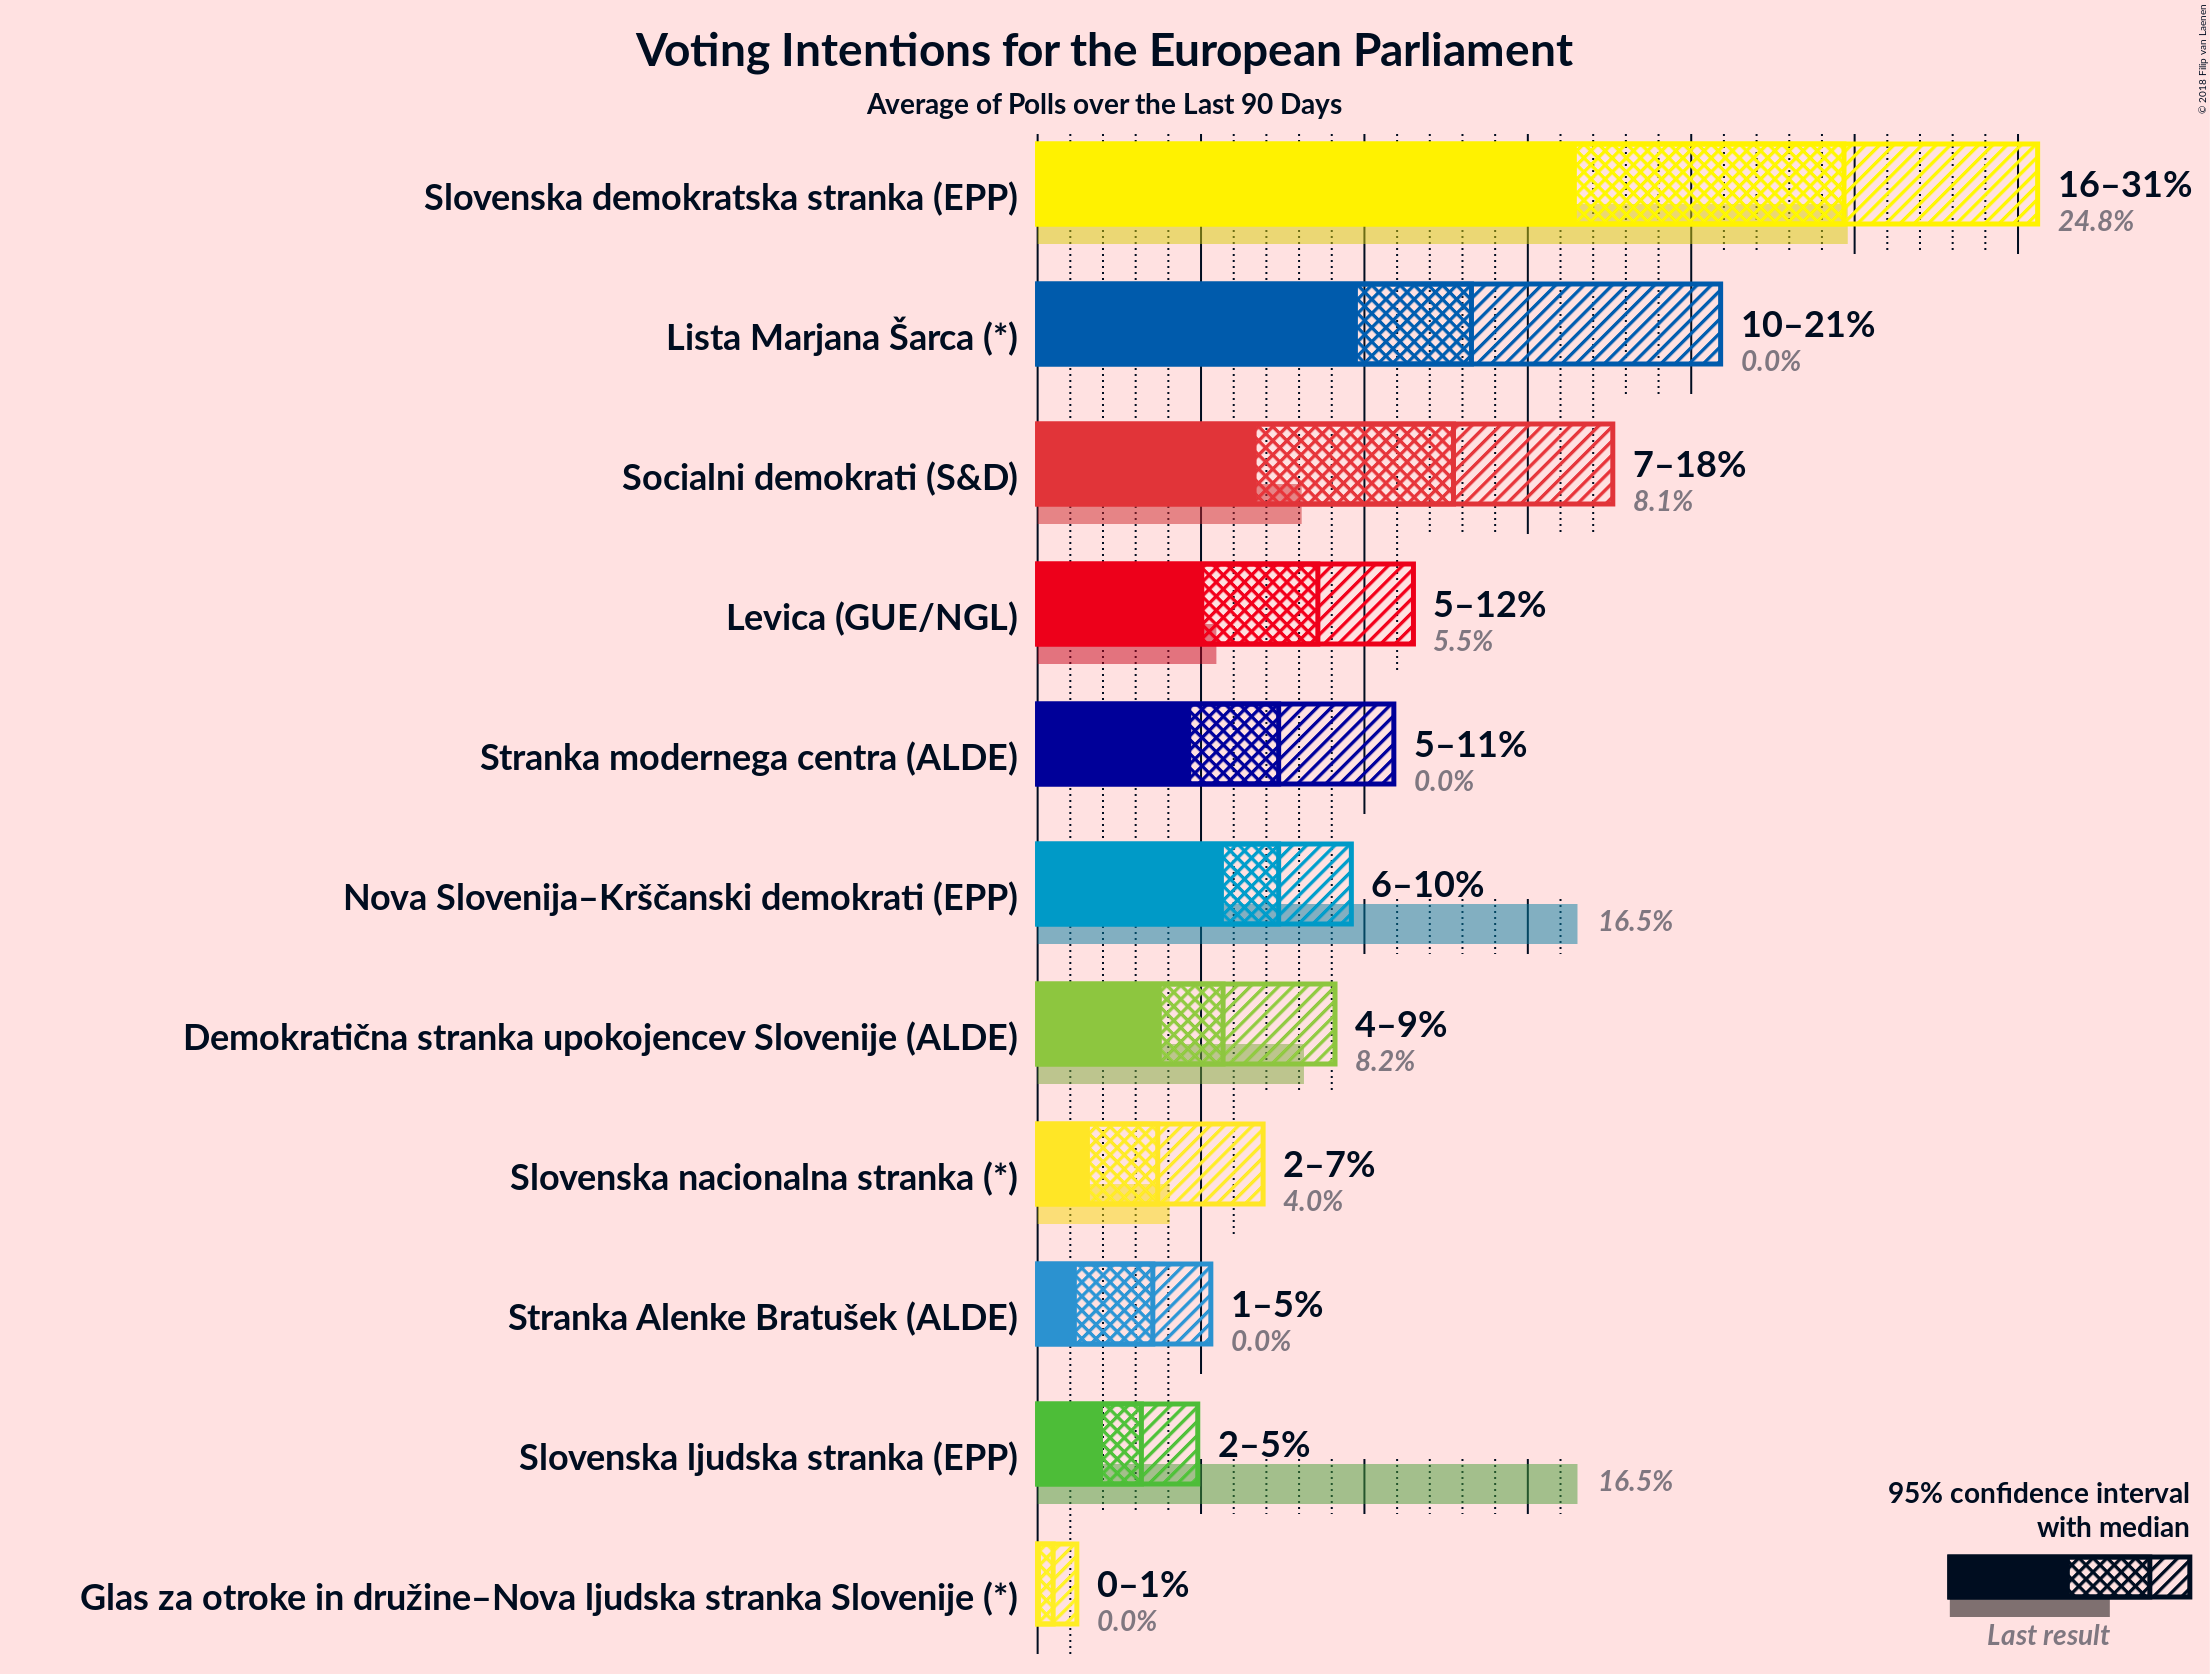 Voting Intentions for the European Parliament
Average of Polls over the Last 90 Days
© 2018 Filip van Laenen
Slovenska demokratska stranka (EPP)
16–31%
24.8%
Lista Marjana Šarca (*)
10–21%
0.0%
Socialni demokrati (S&D)
7–18%
8.1%
Levica (GUE/NGL)
5–12%
5.5%
Stranka modernega centra (ALDE)
5–11%
0.0%
Nova Slovenija–Krščanski demokrati (EPP)
6–10%
16.5%
Demokratična stranka upokojencev Slovenije (ALDE)
4–9%
8.2%
Slovenska nacionalna stranka (*)
2–7%
4.0%
Stranka Alenke Bratušek (ALDE)
1–5%
0.0%
Slovenska ljudska stranka (EPP)
2–5%
16.5%
Glas za otroke in družine–Nova ljudska stranka Slovenije (*)
0–1%
0.0%
95% confidence interval
with median
Last result